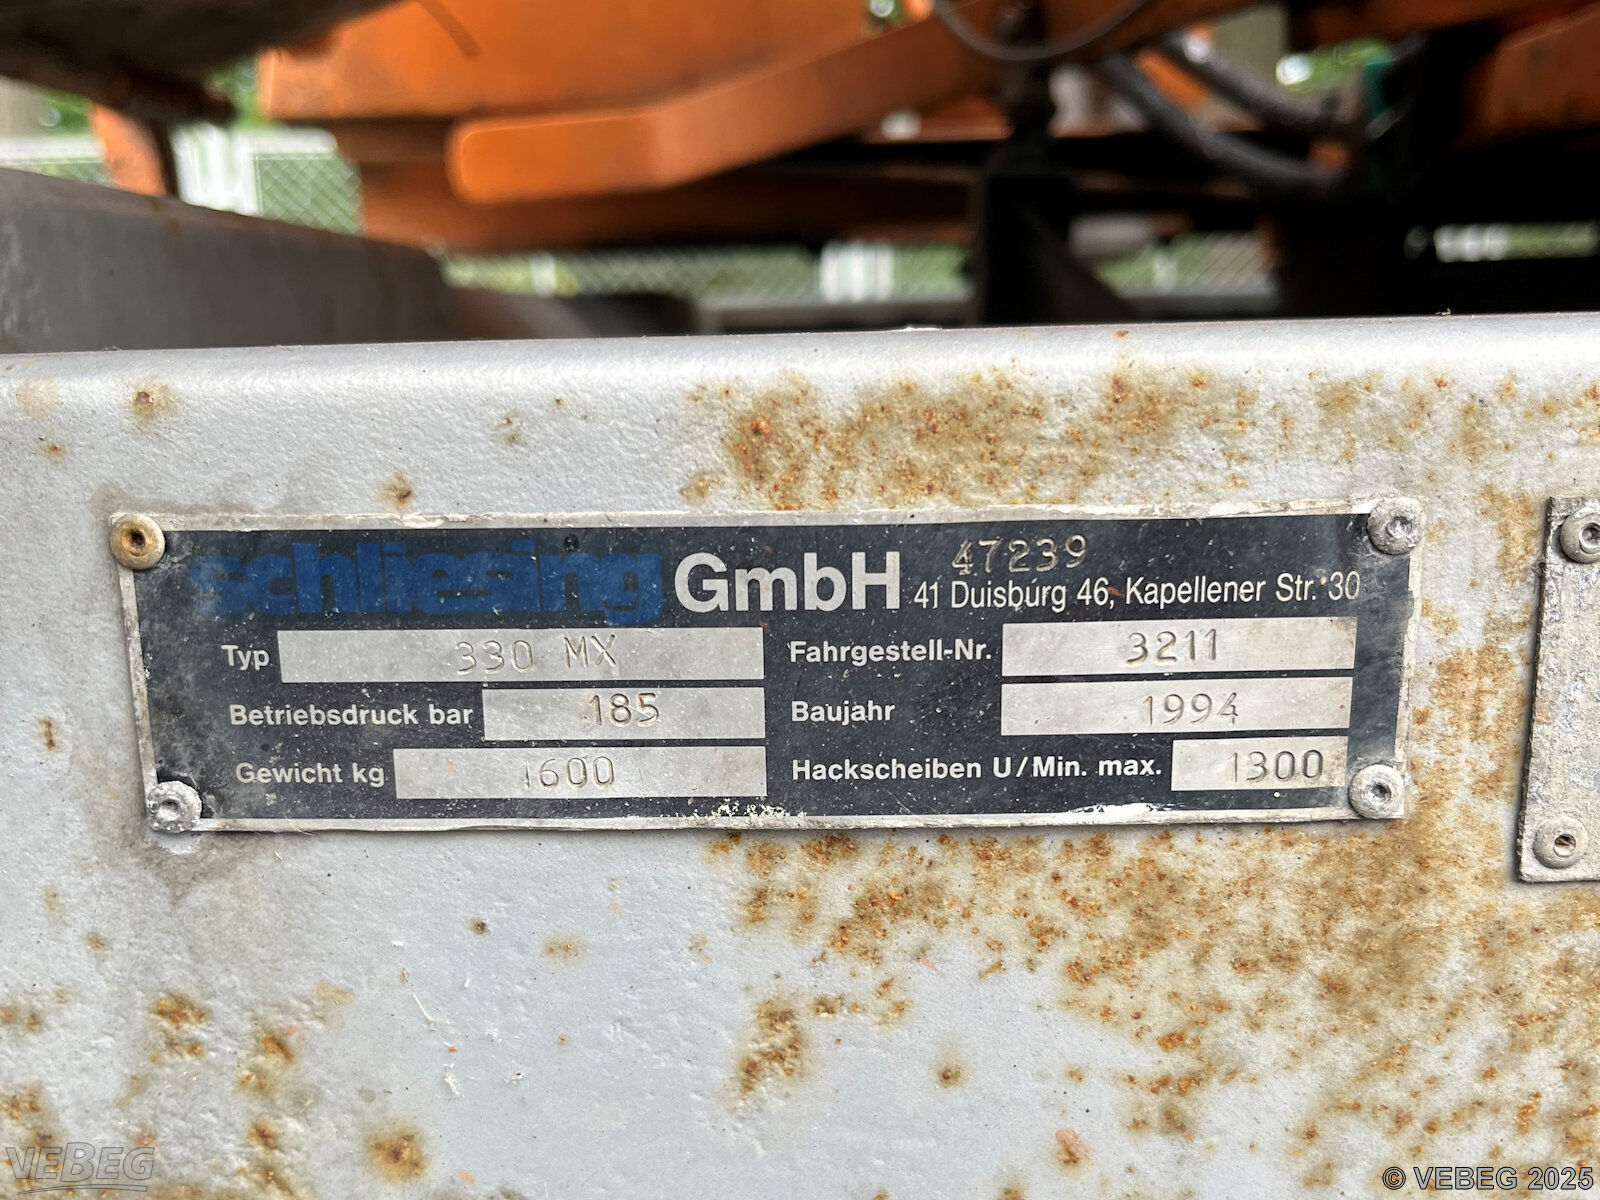 schliesing GmbH 47239
41 Duisburg 46, Kapellener Str. 30
Typ 330 MX Fahrgestell-Nr. 3211
Betriebsdruck bar 185 Baujahr 1994
Gewicht kg 1600 Hackscheiben U/Min. max. 1300
VEBEG
© VEBEG 2025